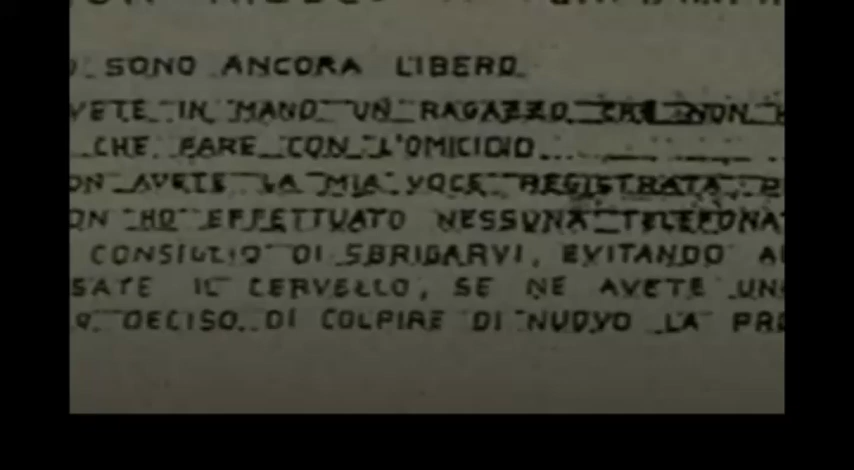 SONO ANCORA LIBERO
VETE IN MANO UN RAGAZZO CHE NON
CHE FARE CON L'OMICIDIO...
ON AVETE LA MIA VOCE REGISTRATA
ON HO EFFETTUATO NESSUNA TELEFONA
CONSIGLIO DI SBRIGARVI, EVITANDO
SATE IL CERVELLO, SE NE AVETE UN
O DECISO DI COLPIRE DI NUOVO LA PR